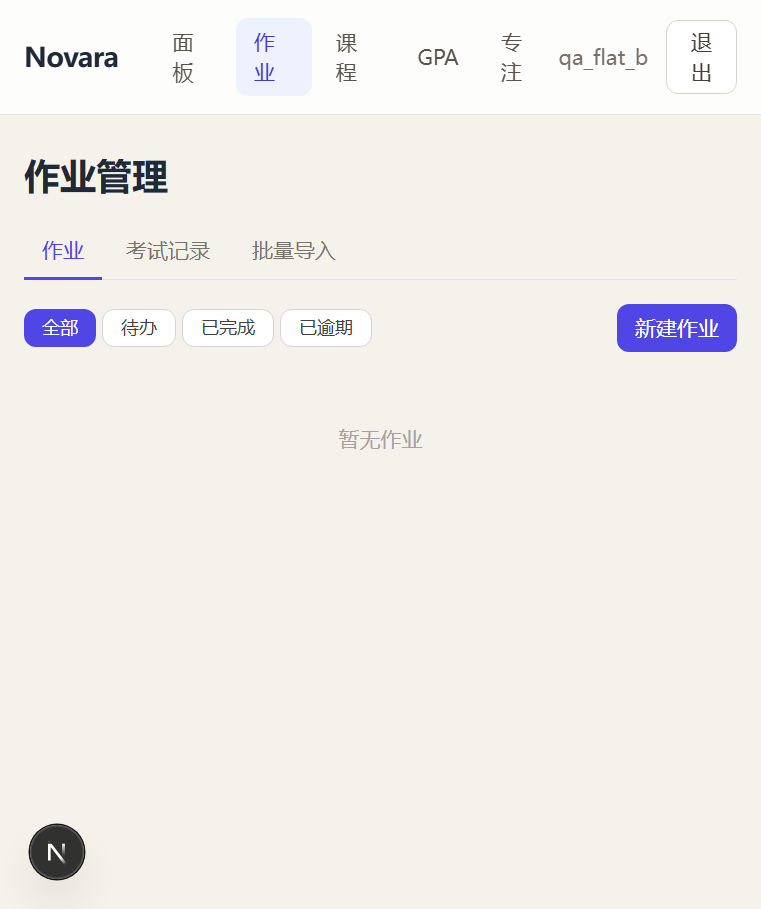 Novara
面板
作业
课程
GPA
专注
qa_flat_b
退出
作业管理
作业
考试记录
批量导入
全部
待办
已完成
已逾期
新建作业
暂无作业
N